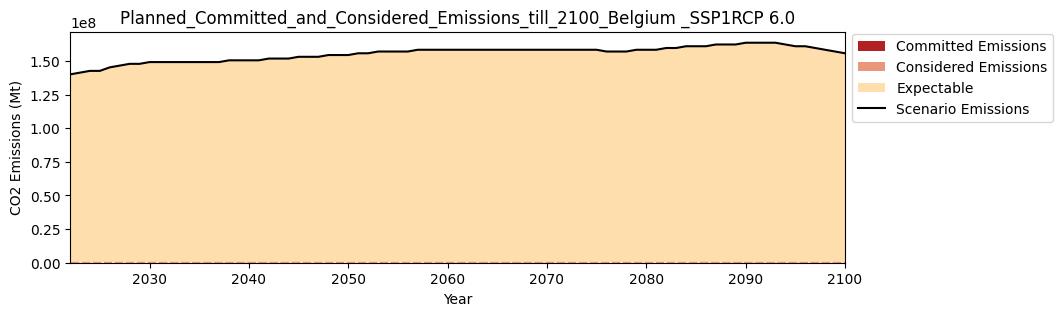 Planned_Committed_and_Considered_Emissions_till_2100_Belgium _SSP1RCP 6.0
1e8
1.50
1.25
1.00
0.75
0.50
0.25
0.00
CO2 Emissions (Mt)
2030 2040 2050 2060 2070 2080 2090 2100
Year
Committed Emissions
Considered Emissions
Expectable
Scenario Emissions